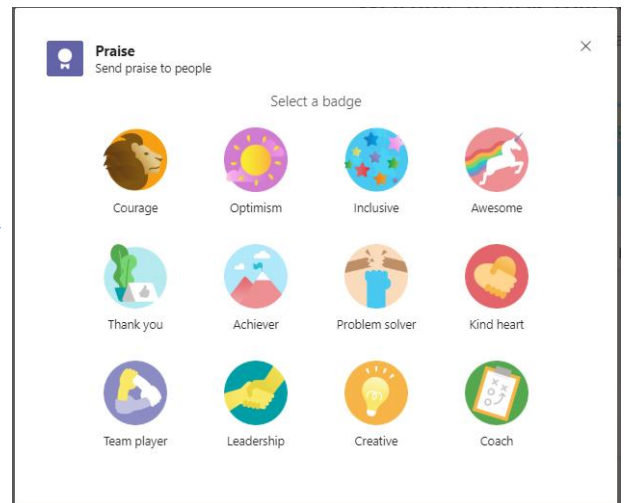 Praise
Send praise to people
Select a badge
Courage Optimism Inclusive Awesome
Thank you Achiever Problem solver Kind heart
Team player Leadership Creative Coach